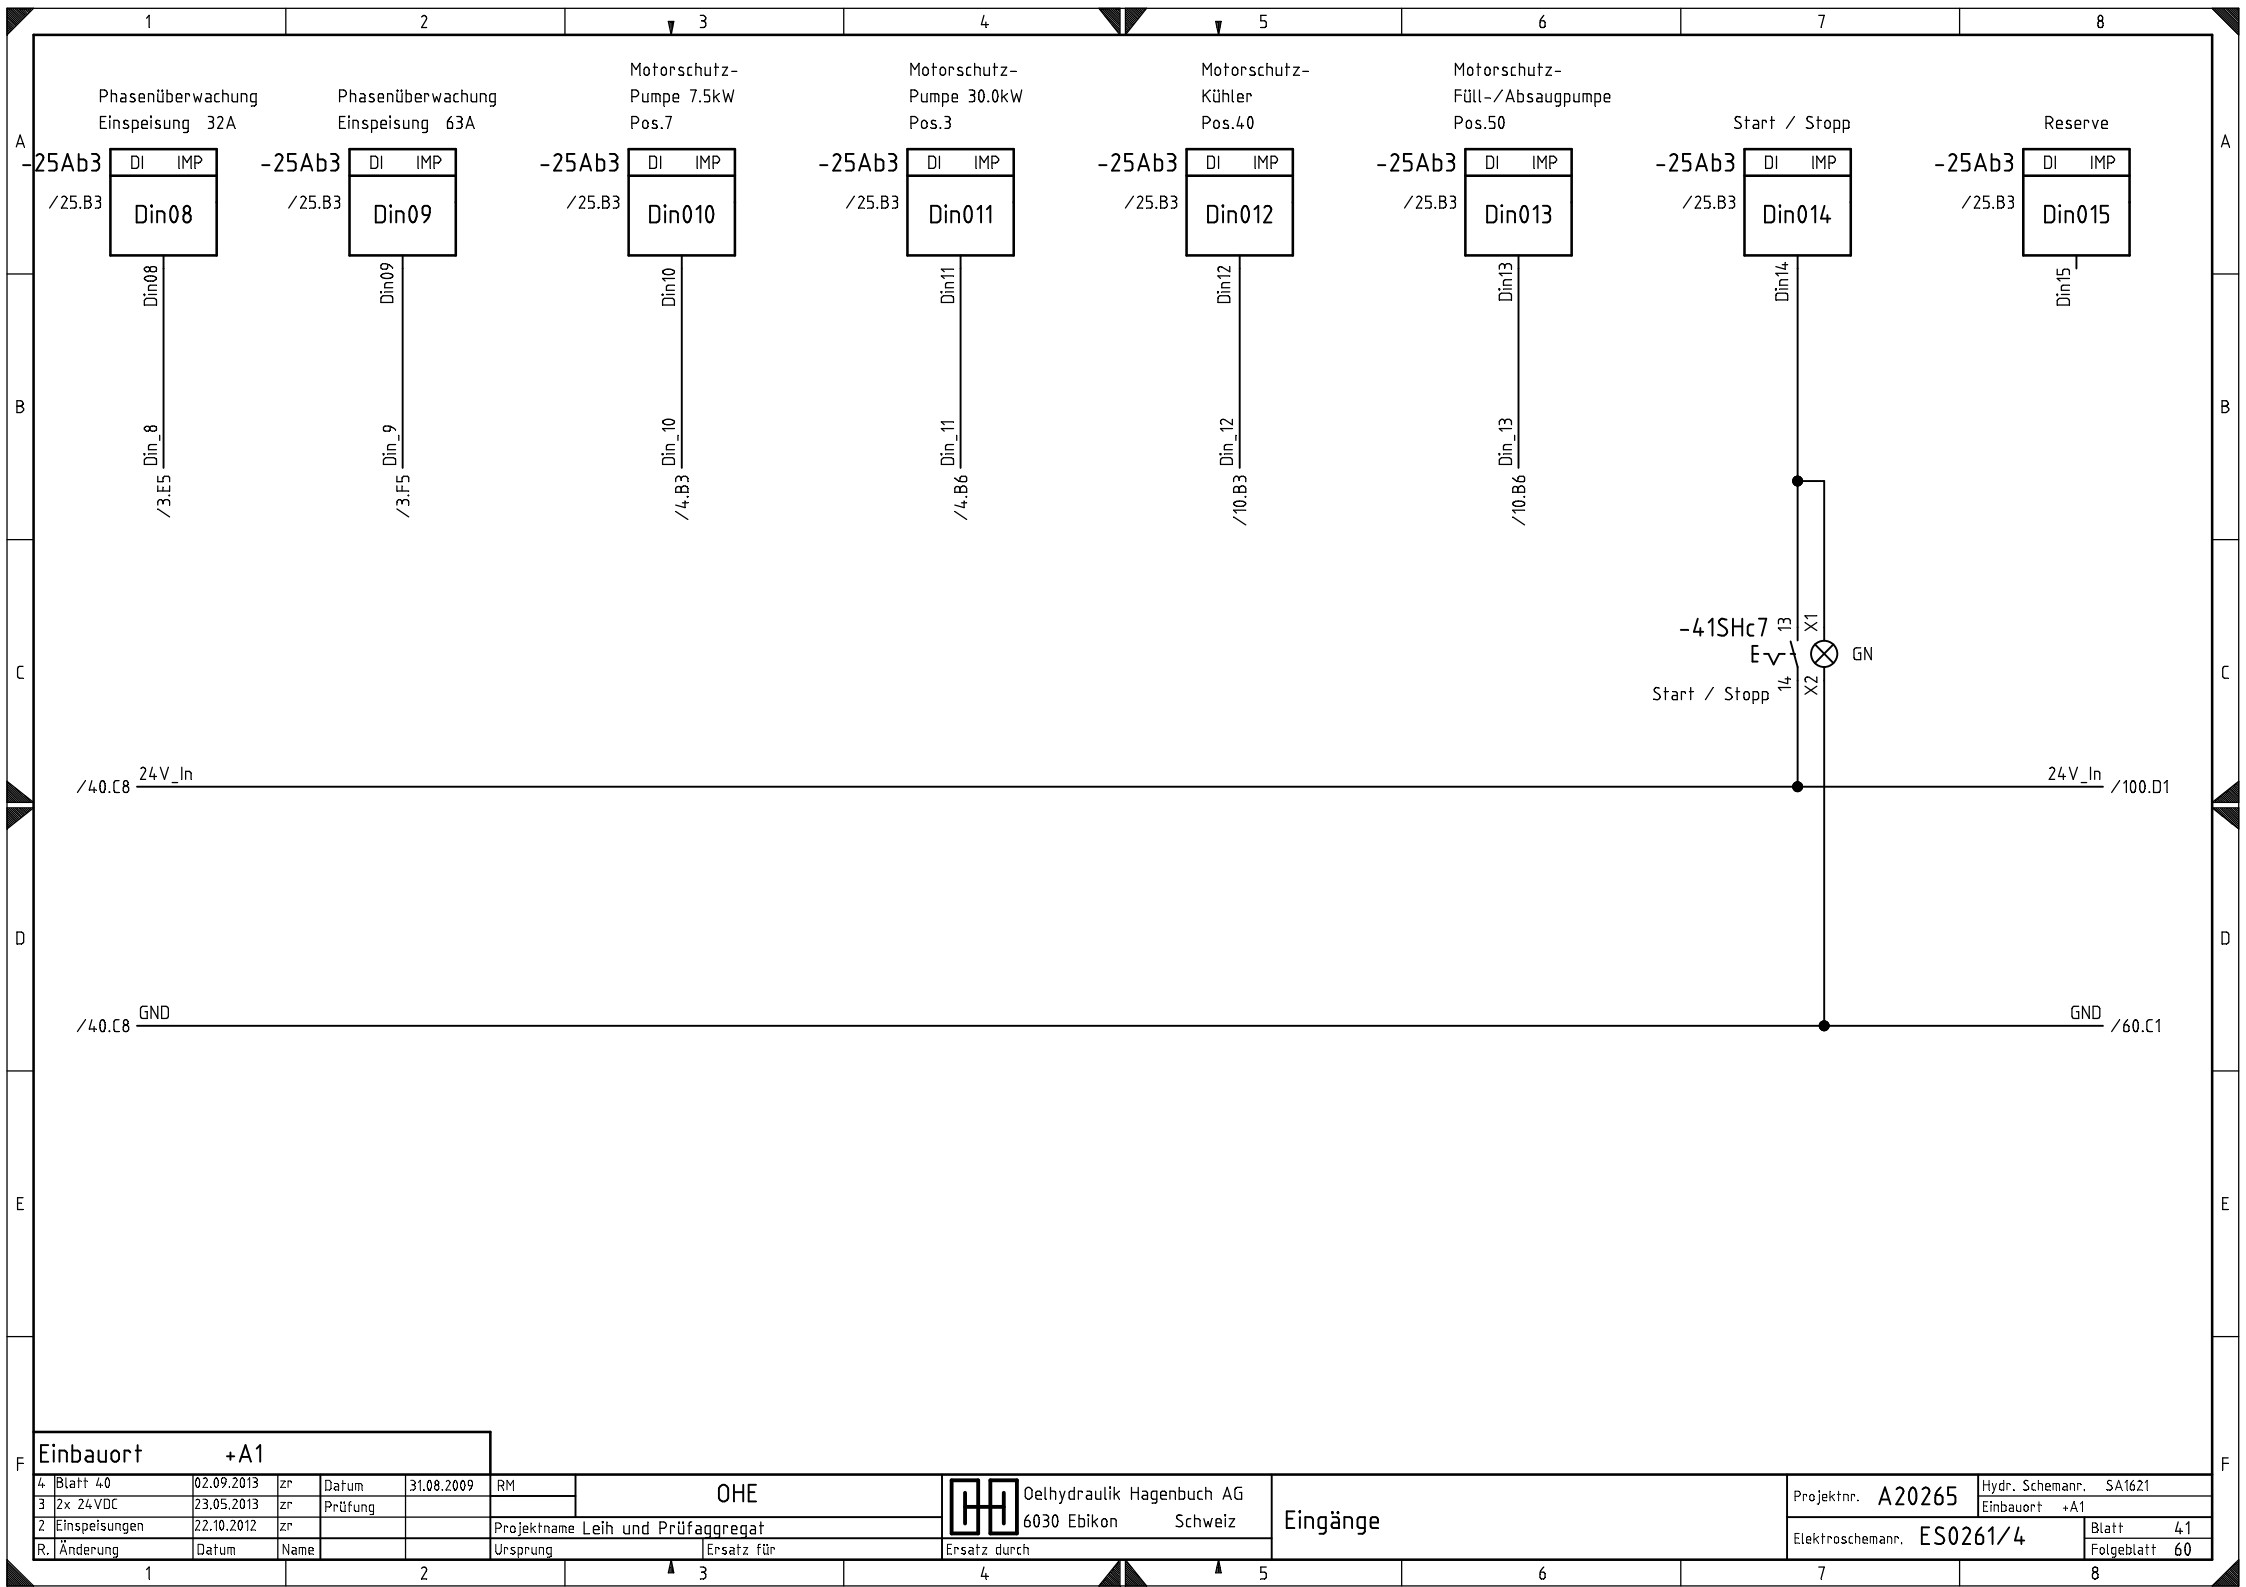 1 2 3 4 5 6 7 8
Phasenüberwachung
Einspeisung 32A
-25Ab3
/25.B3
DI IMP
Din08
Din08
Din_8
/3.E5
Phasenüberwachung
Einspeisung 63A
-25Ab3
/25.B3
DI IMP
Din09
Din09
Din_9
/3.F5
Motorschutz-
Pumpe 7.5kW
Pos.7
-25Ab3
/25.B3
DI IMP
Din010
Din10
Din_10
/4.B3
Motorschutz-
Pumpe 30.0kW
Pos.3
-25Ab3
/25.B3
DI IMP
Din011
Din11
Din_11
/4.B6
Motorschutz-
Kühler
Pos.40
-25Ab3
/25.B3
DI IMP
Din012
Din12
Din_12
/10.B3
Motorschutz-
Füll-/Absaugpumpe
Pos.50
-25Ab3
/25.B3
DI IMP
Din013
Din13
Din_13
/10.B6
Start / Stopp
-25Ab3
/25.B3
DI IMP
Din014
Din14
Reserve
-25Ab3
/25.B3
DI IMP
Din015
Din15
A A
B B
C C
D D
E E
F F
-41SHc7 13 X1
E GN
Start / Stopp 14 X2
/40.C8 24V_In 24V_In /100.D1
/40.C8 GND GND /60.C1
Einbauort +A1
4 Blatt 40 02.09.2013 zr Datum 31.08.2009 RM
3 2x 24VDC 23.05.2013 zr Prüfung
2 Einspeisungen 22.10.2012 zr
R. Änderung Datum Name
OHE
Projektname Leih und Prüfaggregat
Ursprung Ersatz für Ersatz durch
Oelhydraulik Hagenbuch AG
6030 Ebikon Schweiz
Eingänge
Projektnr. A20265
Hydr. Schemanr. SA1621
Einbauort +A1
Elektroschemanr. ES0261/4
Blatt 41
Folgeblatt 60
1 2 3 4 5 6 7 8